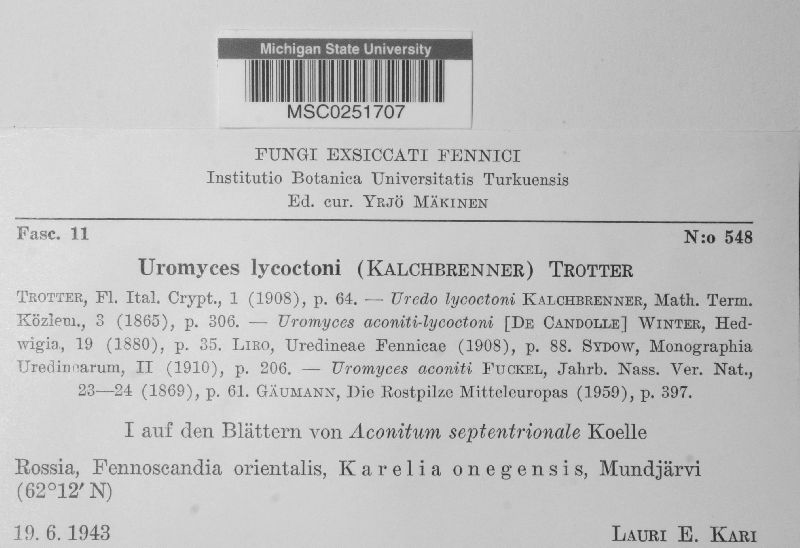 Michigan State University
MSC0251707
FUNGI EXSICCATI FENNICI
Institutio Botanica Universitatis Turkuensis
Ed. cur. YRJÖ MÄKINEN
Fasc. 11 N:o 548
Uromyces lycoctoni (KALCHBRENNER) TROTTER
TROTTER, Fl. Ital. Crypt., 1 (1908), p. 64. — Uredo lycoctoni KALCHBRENNER, Math. Term.
Közlem., 3 (1865), p. 306. — Uromyces aconiti-lycoctoni [DE CANDOLLE] WINTER, Hed-
wigia, 19 (1880), p. 35. LIRO, Uredineae Fennicae (1908), p. 88. SYDOW, Monographia
Uredinearum, II (1910), p. 206. — Uromyces aconiti FUCKEL, Jahrb. Nass. Ver. Nat.,
23—24 (1869), p. 61. GÄUMANN, Die Rostpilze Mitteleuropas (1959), p. 397.
I auf den Blättern von Aconitum septentrionale Koelle
Rossia, Fennoscandia orientalis, Karelia onegensis, Mundjärvi
(62°12′ N)
19. 6. 1943 LAURI E. KARI